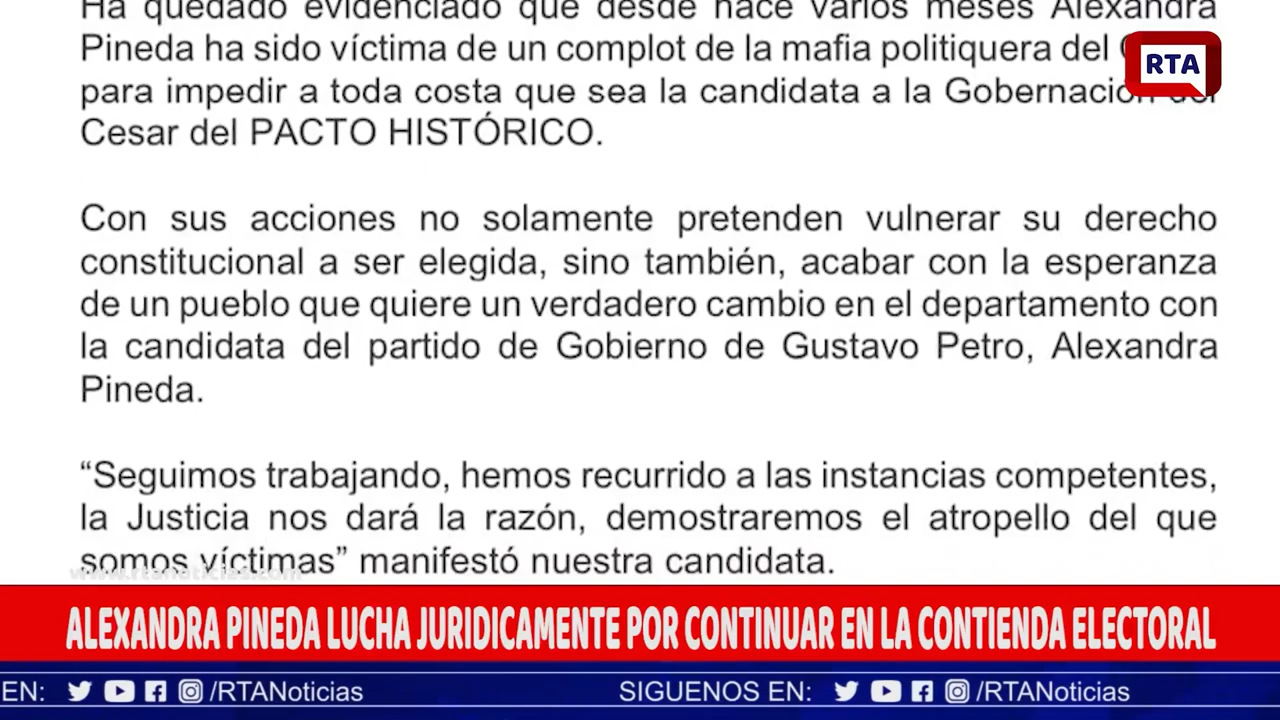 Ha quedado evidenciado que desde hace varios meses Alexandra
Pineda ha sido víctima de un complot de la mafia politiquera del
RTA
para impedir a toda costa que sea la candidata a la Gobernación del
Cesar del PACTO HISTÓRICO.
Con sus acciones no solamente pretenden vulnerar su derecho
constitucional a ser elegida, sino también, acabar con la esperanza
de un pueblo que quiere un verdadero cambio en el departamento con
la candidata del partido de Gobierno de Gustavo Petro, Alexandra
Pineda.
“Seguimos trabajando, hemos recurrido a las instancias competentes,
la Justicia nos dará la razón, demostraremos el atropello del que
somos víctimas” manifestó nuestra candidata.
www.rtanoticias.com
ALEXANDRA PINEDA LUCHA JURIDICAMENTE POR CONTINUAR EN LA CONTIENDA ELECTORAL
EN: /RTANoticias SIGUENOS EN: /RTANoticias